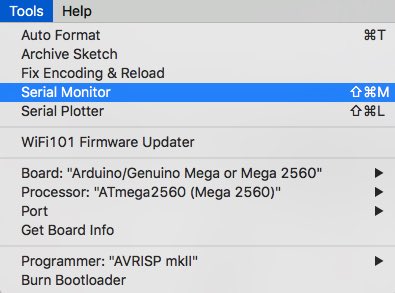 Tools Help
Auto Format ⌘T
Archive Sketch
Fix Encoding & Reload
Serial Monitor ⇧⌘M
Serial Plotter ⇧⌘L
WiFi101 Firmware Updater
Board: "Arduino/Genuino Mega or Mega 2560"
Processor: "ATmega2560 (Mega 2560)"
Port
Get Board Info
Programmer: "AVRISP mkII"
Burn Bootloader